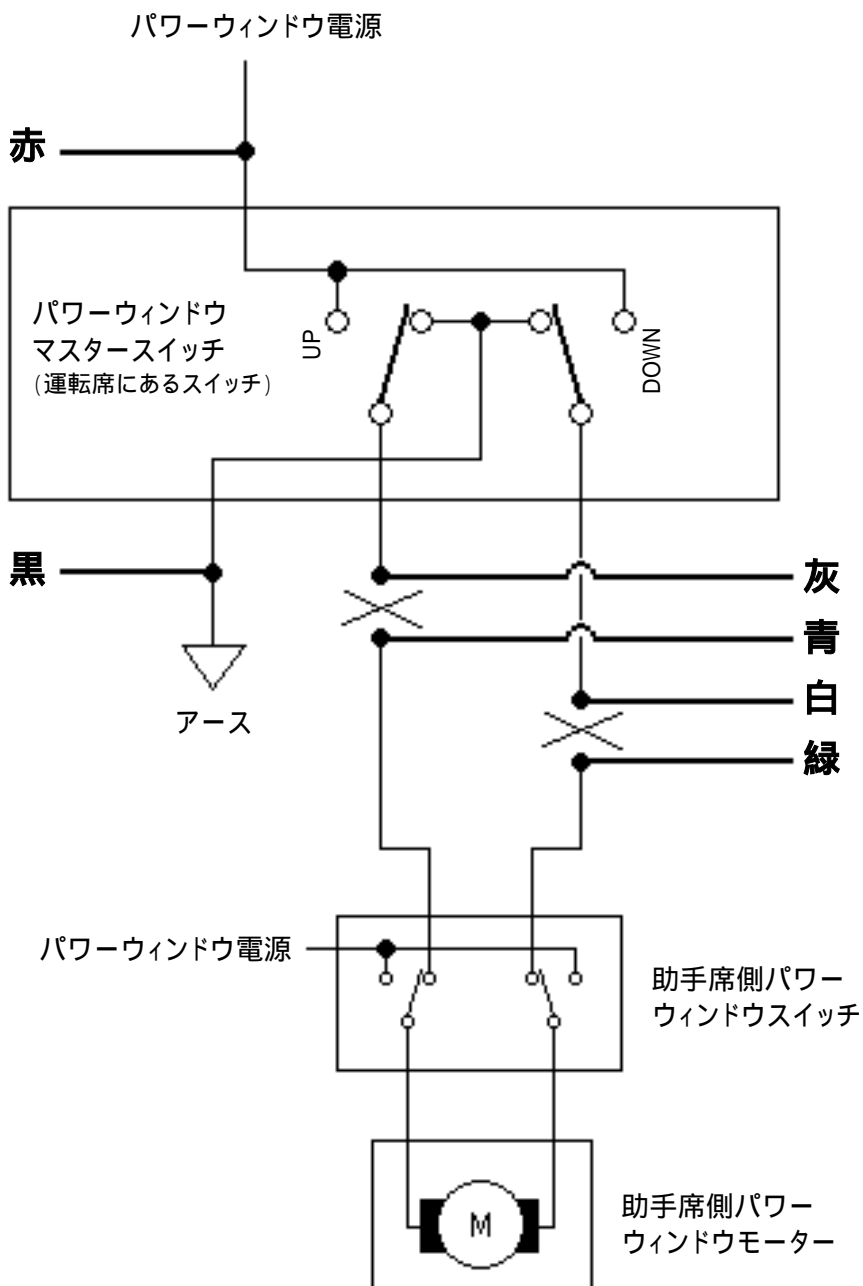 パワーウィンドウ電源
赤
パワーウィンドウ
マスタースイッチ
(運転席にあるスイッチ)
UP
DOWN
黒
灰
青
アース
白
緑
パワーウィンドウ電源
助手席側パワー
ウィンドウスイッチ
M
助手席側パワー
ウィンドウモーター